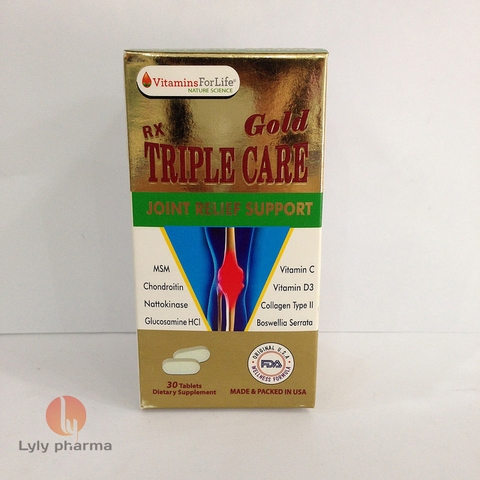 VitaminsForLife®
NATURE SCIENCE
RX
Gold
TRIPLE CARE
JOINT RELIEF SUPPORT
MSM
Chondroitin
Nattokinase
Glucosamine HCl
Vitamin C
Vitamin D3
Collagen Type II
Boswellia Serrata
30 Tablets
Dietary Supplement
ORIGINAL U.S.A
FDA
WELLNESS FORMULA
MADE & PACKED IN USA
Lyly pharma